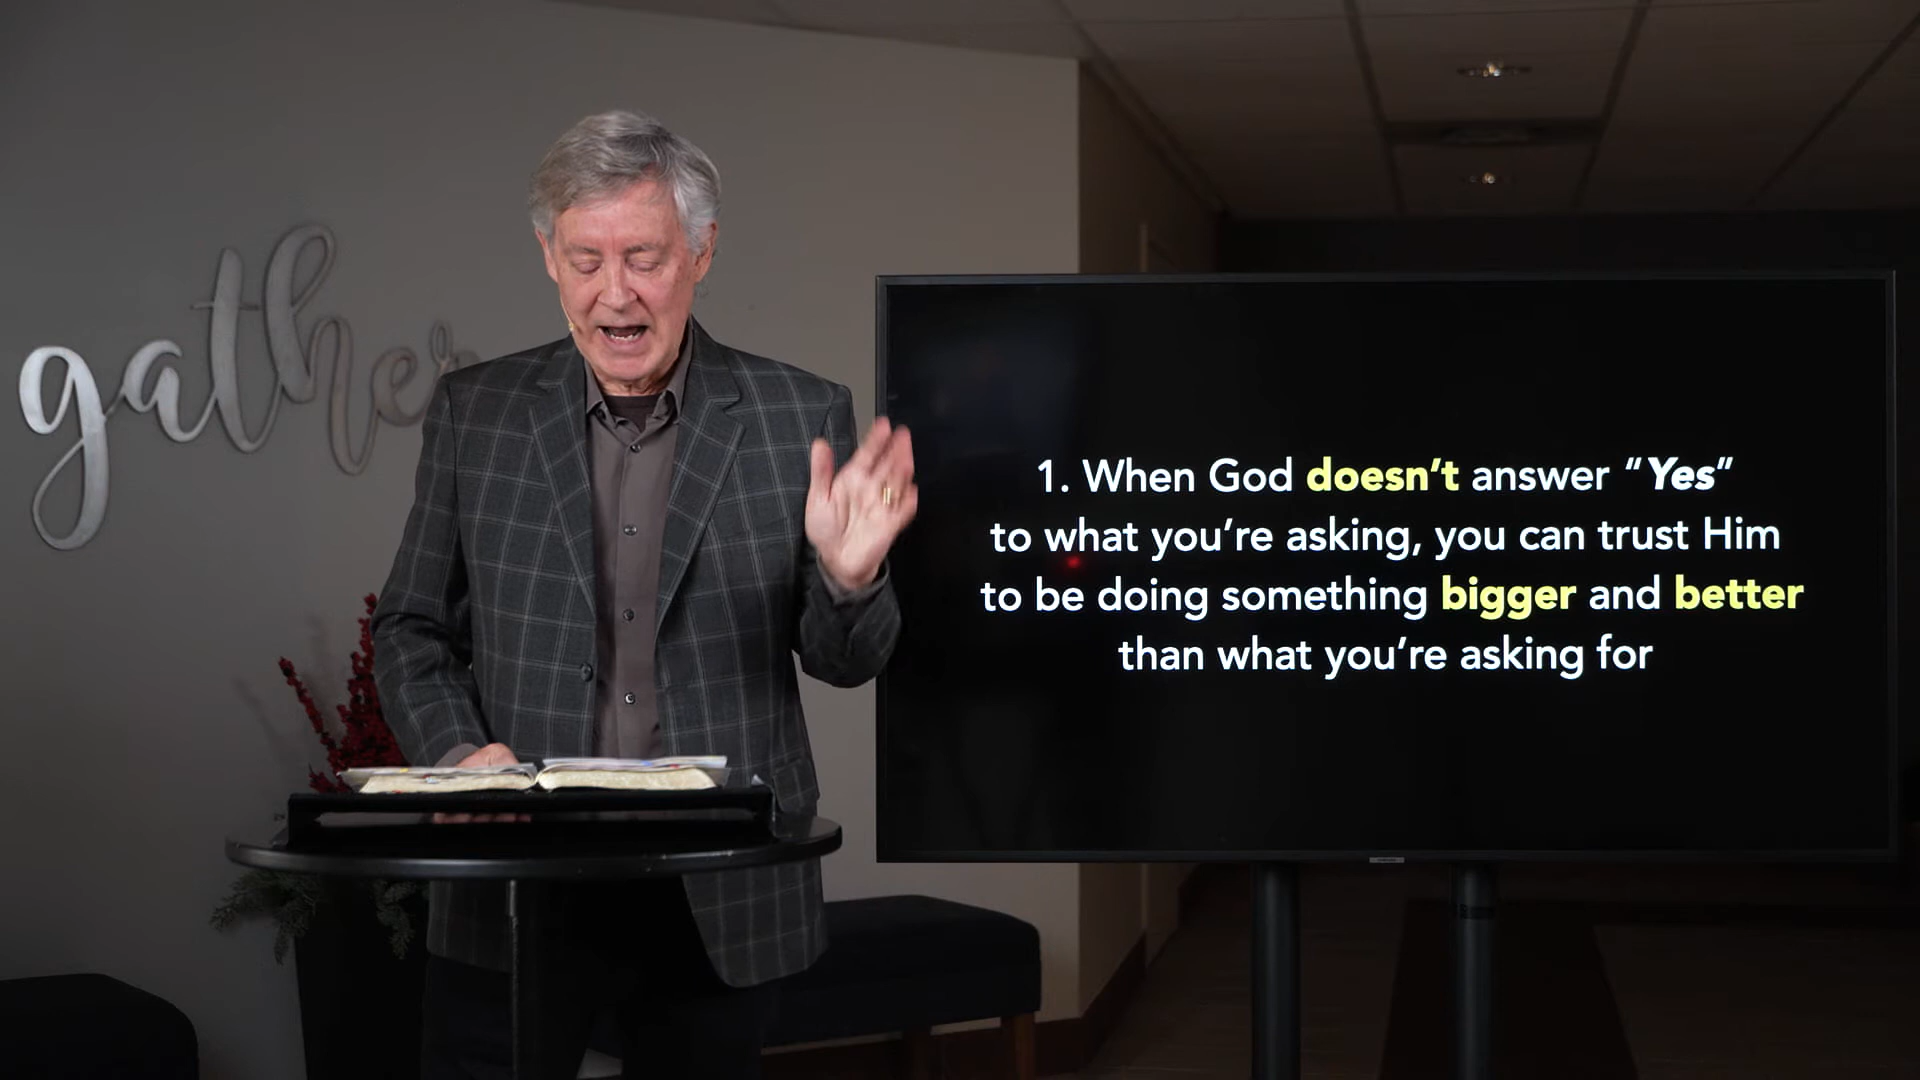 gather
1. When God doesn't answer “Yes”
to what you're asking, you can trust Him
to be doing something bigger and better
than what you're asking for